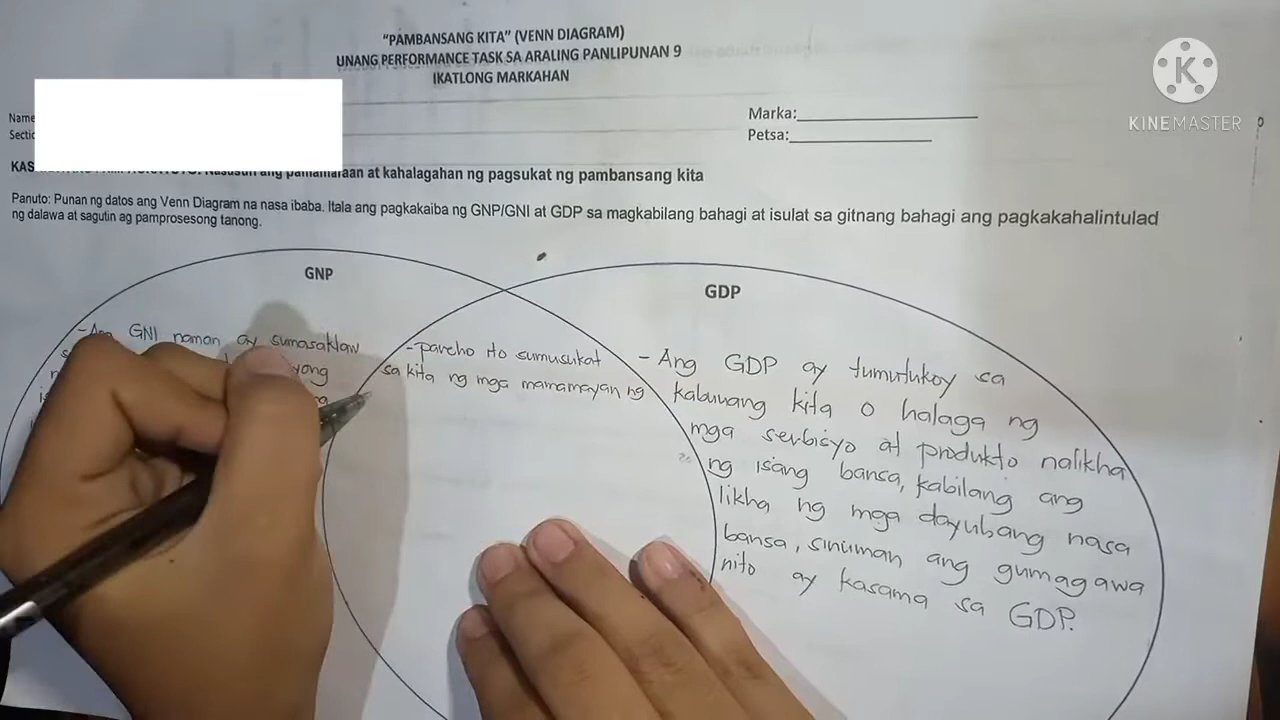 "PAMBANSANG KITA" (VENN DIAGRAM)
UNANG PERFORMANCE TASK SA ARALING PANLIPUNAN 9
IKATLONG MARKAHAN
K
KINEMASTER
Name
Marka:
Petsa:
ang pamamaraan at kahalagahan ng pagsukat ng pambansang kita
Panuto: Punan ng datos ang Venn Diagram na nasa ibaba. Itala ang pagkakaiba ng GNP/GNI at GDP sa magkabilang bahagi at isulat sa gitnang bahagi ang pagkakahalintulad
ng dalawa at sagutin ag pamprosesong tanong.
GNP
- Ang GNI naman ay sumasaklaw
- pareho ito sumusukat
sa kita ng mga mamamayan ng
GDP
- Ang GDP ay tumutukoy sa
kabuuang kita o halaga ng
mga serbisyo at produkto nalikha
ng isang bansa, kabilang ang
likha ng mga dayuhang nasa
bansa, sinuman ang gumagawa
nito ay kasama sa GDP.